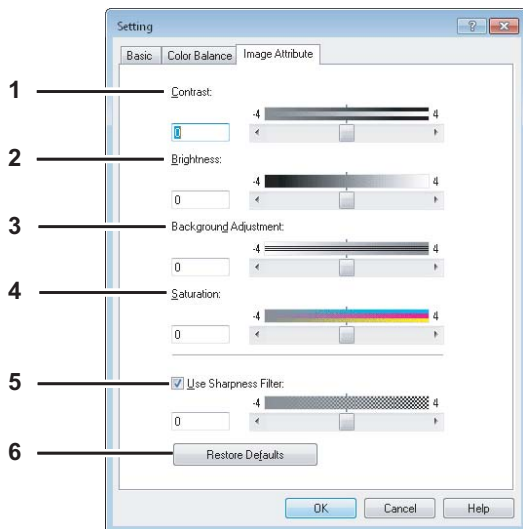 Setting
Basic Color Balance Image Attribute
1 Contrast:
-4 4
0
2 Brightness:
-4 4
0
3 Background Adjustment:
-4 4
0
4 Saturation:
-4 4
0
5 Use Sharpness Filter:
-4 4
0
6 Restore Defaults
OK Cancel Help